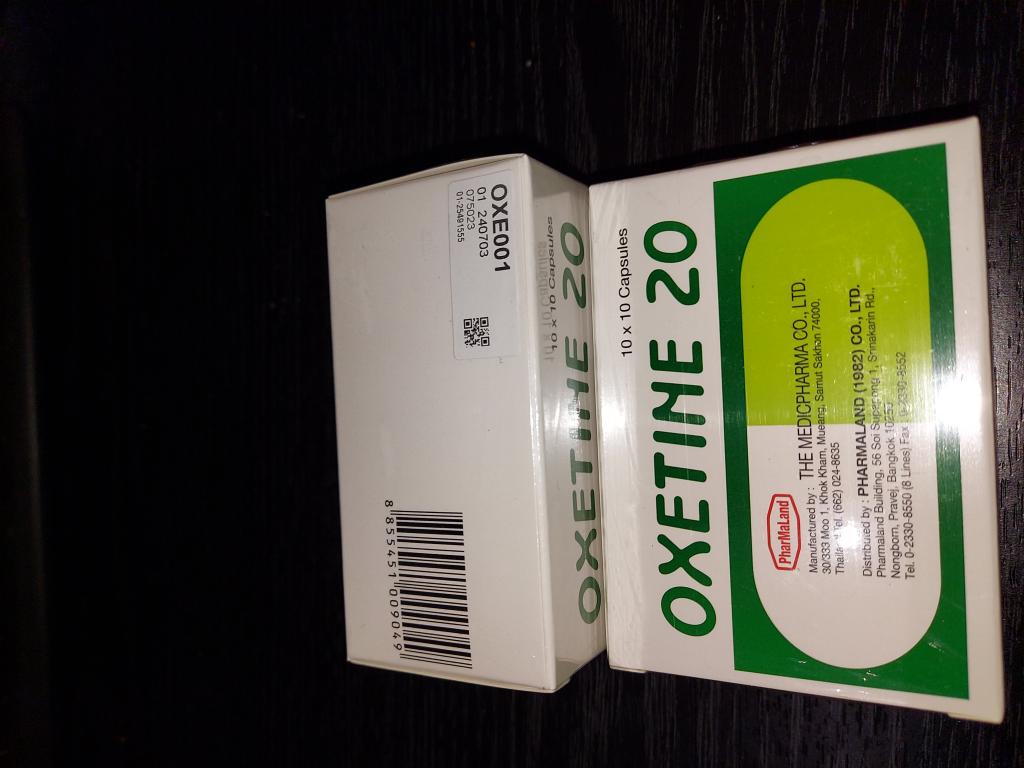 OXE001
01 240703
075023
01-25491555
8 855451 009049
10 x 10 Capsules
OXETINE 20
10 x 10 Capsules
OXETINE 20
PharMaLand
Manufactured by : THE MEDICPHARMA CO., LTD.
30/333 Moo 1, Khok Kham, Mueang, Samut Sakhon 74000,
Thailand Tel. (662) 024-8635
Distributed by : PHARMALAND (1982) CO., LTD.
Pharmaland Building, 56 Soi Supapong 1, Srinakarin Rd.,
Nongborn, Pravej, Bangkok 10250
Tel. 0-2330-8550 (8 Lines) Fax : 0-2330-8552